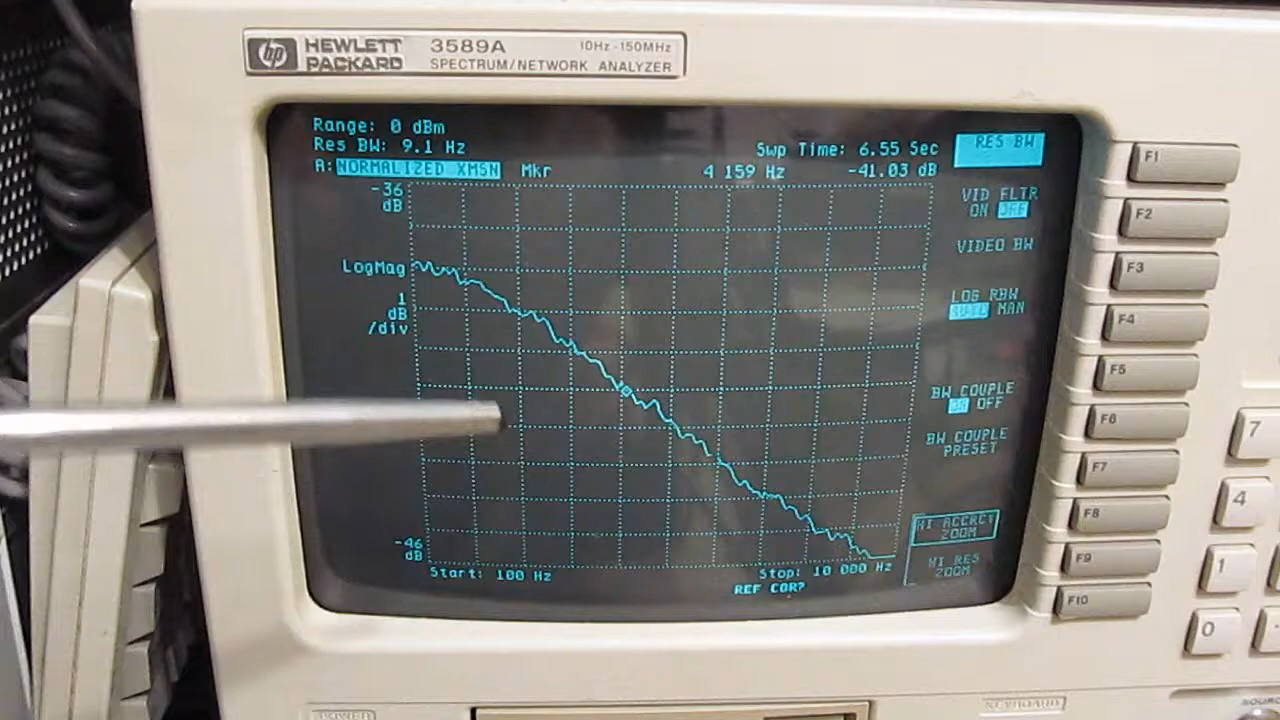 hp HEWLETT PACKARD
3589A
10Hz-150MHz
SPECTRUM/NETWORK ANALYZER
Range: 0 dBm
Res BW: 9.1 Hz
Swp Time: 6.55 Sec
A: NORMALIZED XMSN Mkr 4 159 Hz -41.03 dB
-36
dB
LogMag
1
dB
/div
-46
dB
Start: 100 Hz
Stop: 10 000 Hz
REF COR?
RES BW
VID FLTR
ON OFF
VIDEO BW
LOG RBW
AUTO MAN
BW COUPLE
ON OFF
BW COUPLE
PRESET
HI ACCRCY
ZOOM
HI RES
ZOOM
F1
F2
F3
F4
F5
F6
F7
F8
F9
F10
7
4
1
0
POWER
KEYBOARD